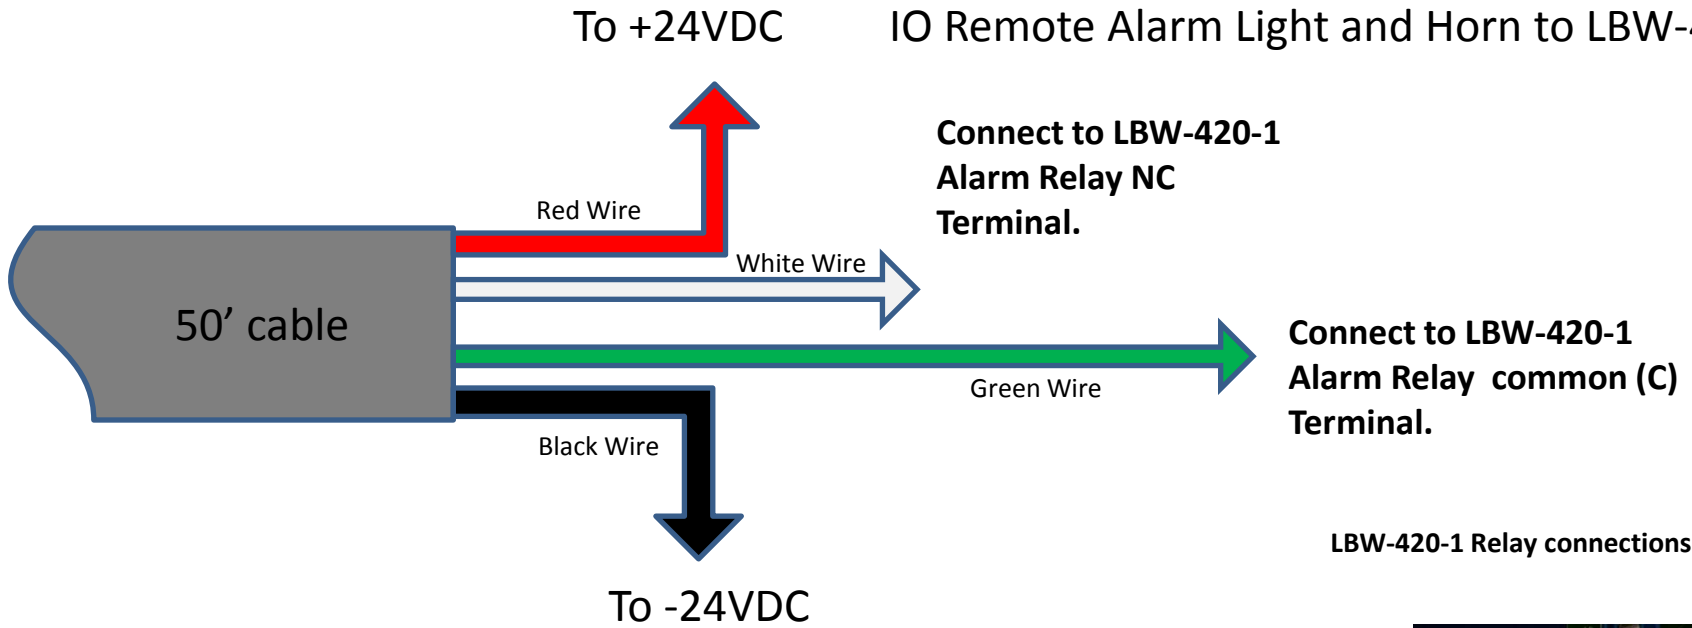 To +24VDC
IO Remote Alarm Light and Horn to
Connect to LBW-420-1
Alarm Relay NC
Terminal.
Red Wire
White Wire
50’ cable
Connect to LBW-420-1
Alarm Relay common (C)
Terminal.
Green Wire
Black Wire
LBW-420-1 Relay connections
To -24VDC